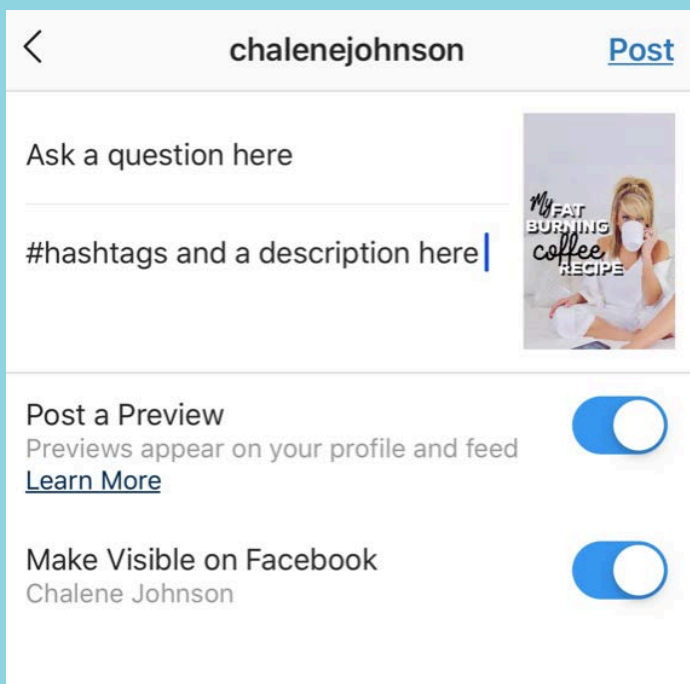 chalenejohnson Post
Ask a question here
#hashtags and a description here
My FAT
BURNING
coffee
RECIPE
Post a Preview
Previews appear on your profile and feed
Learn More
Make Visible on Facebook
Chalene Johnson